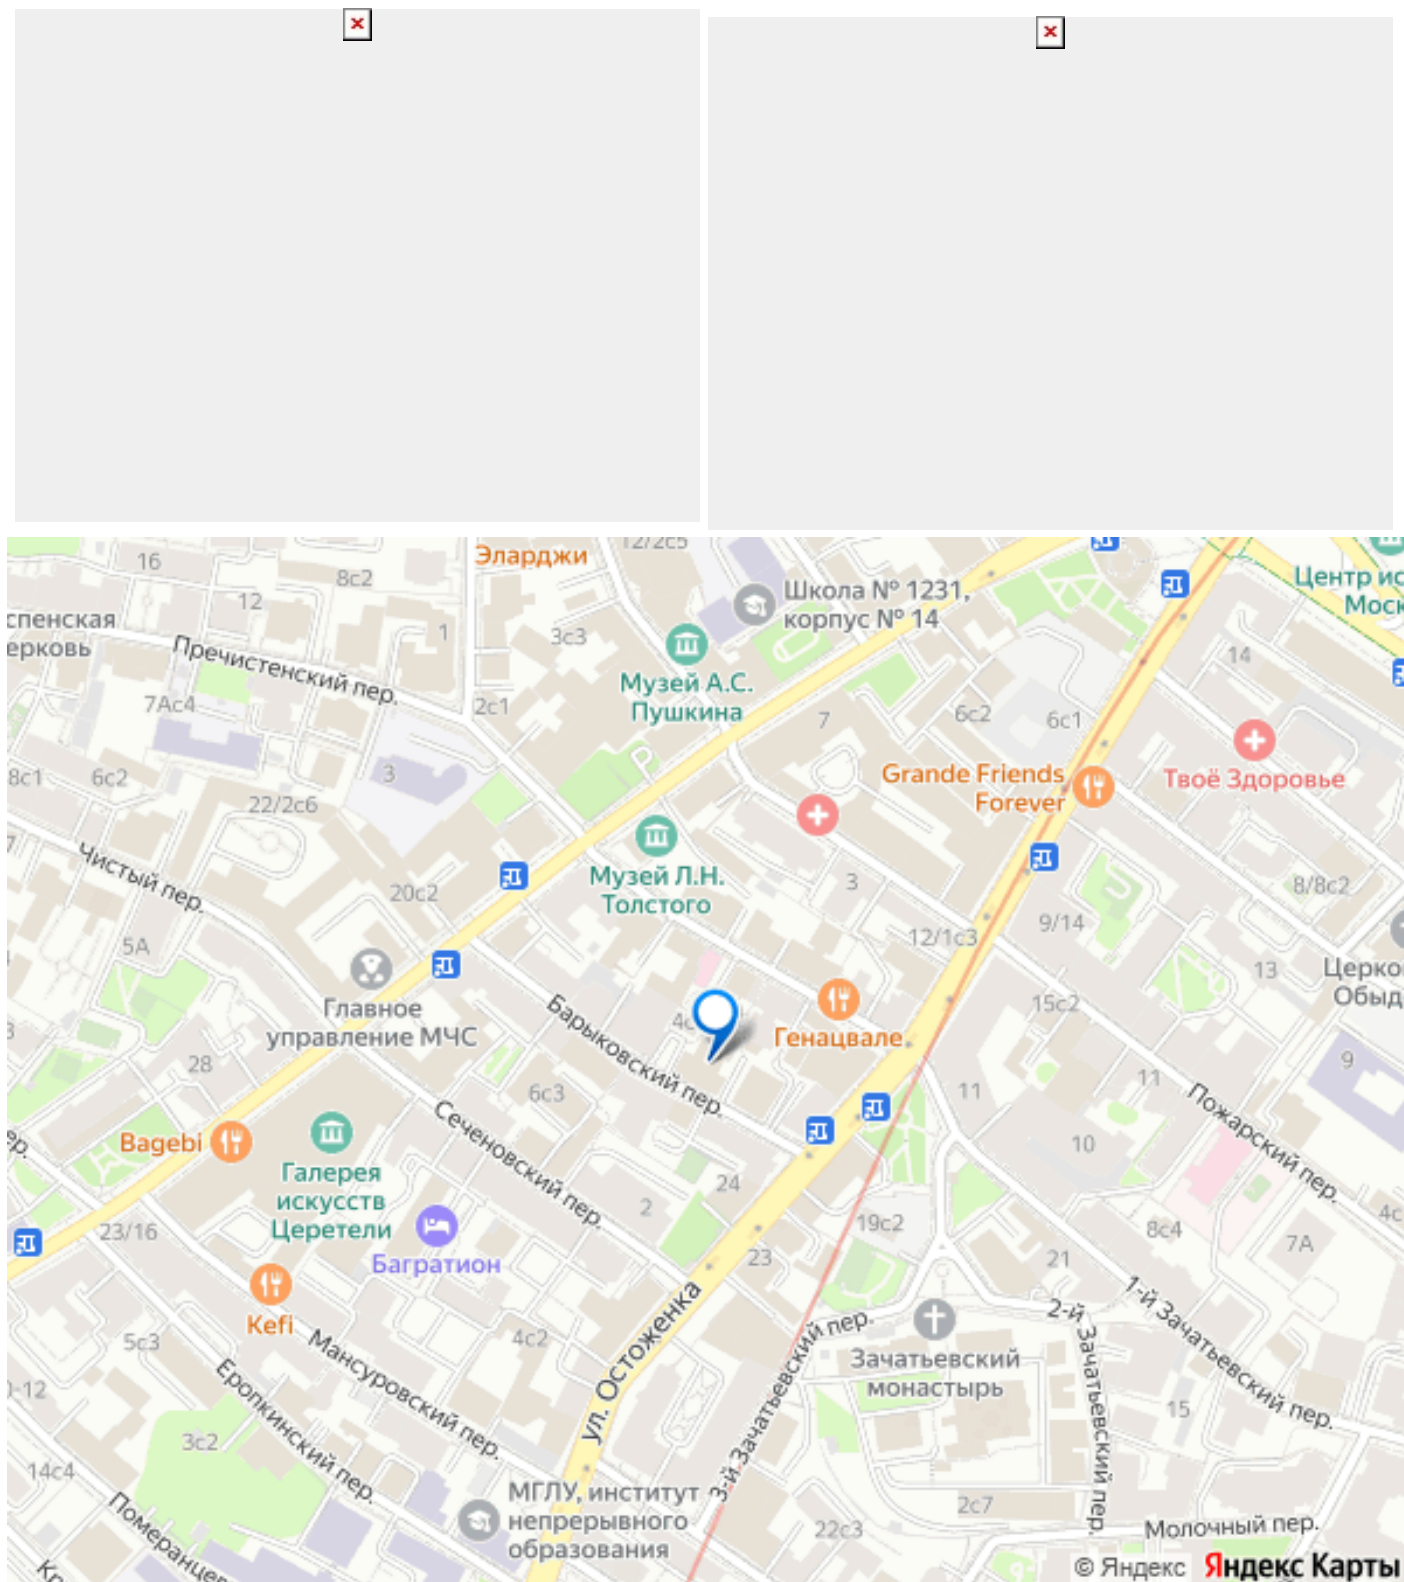 Эларджи
12/2с5
16
8с2
12
Школа № 1231,
корпус № 14
Центр ис
Моск
спенская
ерковь
1
3с3
Пречистенский пер.
Музей А.С.
Пушкина
14
7Ас4
2с1
7
6с2
6с1
Твоё Здоровье
8с1
6с2
3
Grande Friends
Forever
22/2с6
Чистый пер.
20с2
Музей Л.Н.
Толстого
3
8/8с2
5А
12/1с3
9/14
13
Церко
Обыд
Главное
управление МЧС
Барыковский пер.
4с
Генацвале
15с2
28
6с3
11
11
9
Пожарский пер.
Bagebi
Сеченовский пер.
10
Галерея
искусств
Церетели
2
24
19с2
8с4
4с
23/16
Багратион
23
21
7А
Kefi
1-й Зачатьевский пер.
2-й Зачатьевский пер.
5с3
Мансуровский пер.
4с2
ул. Остоженка
3-й Зачатьевский пер.
Зачатьевский
монастырь
-12
Еропкинский пер.
15
3с2
14с4
МГЛУ, институт
непрерывного
образования
2с7
22с3
Молочный пер.
Померанцев
Кр
© Яндекс Яндекс Карты